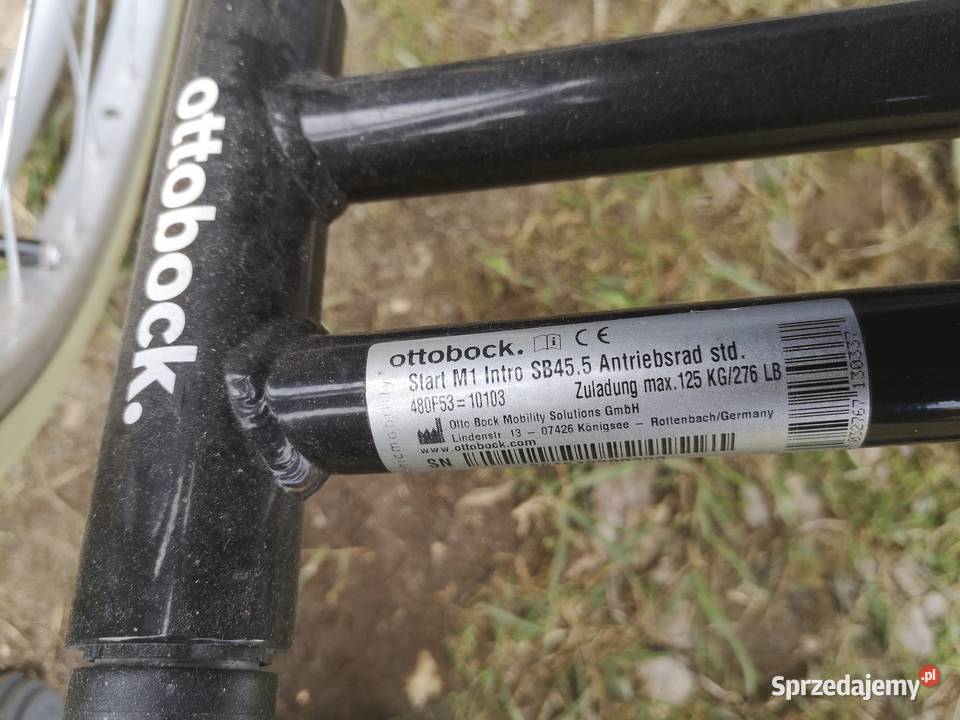 ottobock.
ottobock. CE
Start M1 Intro SB45.5 Antriebsrad std.
480F53=10103 Zuladung max.125 KG/276 LB
Otto Bock Mobility Solutions GmbH
Lindenstr. 13 – 07426 Königsee – Rottenbach/Germany
www.ottobock.com
SN
Sprzedajemy.pl